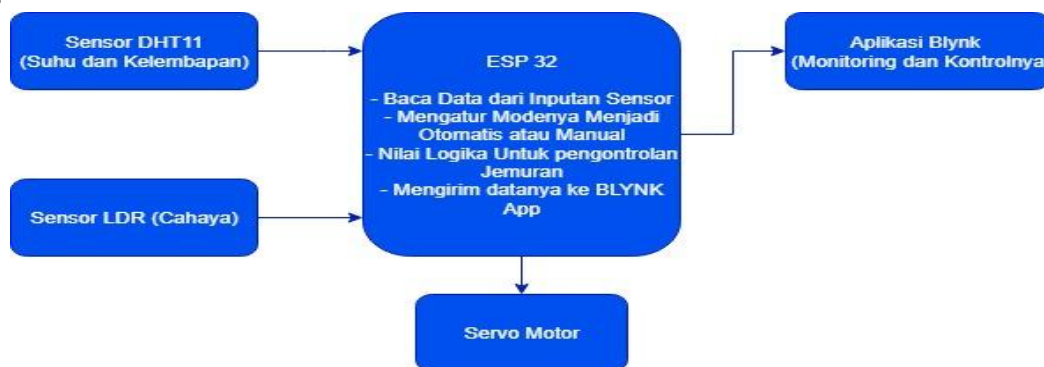 Sensor DHT11
(Suhu dan Kelembapan)
ESP 32
- Baca Data dari Inputan Sensor
- Mengatur Modenya Menjadi
Otomatis atau Manual
- Nilai Logika Untuk pengontrolan
Jemuran
- Mengirim datanya ke BLYNK
App
Aplikasi Blynk
(Monitoring dan Kontrolnya
Sensor LDR (Cahaya)
Servo Motor